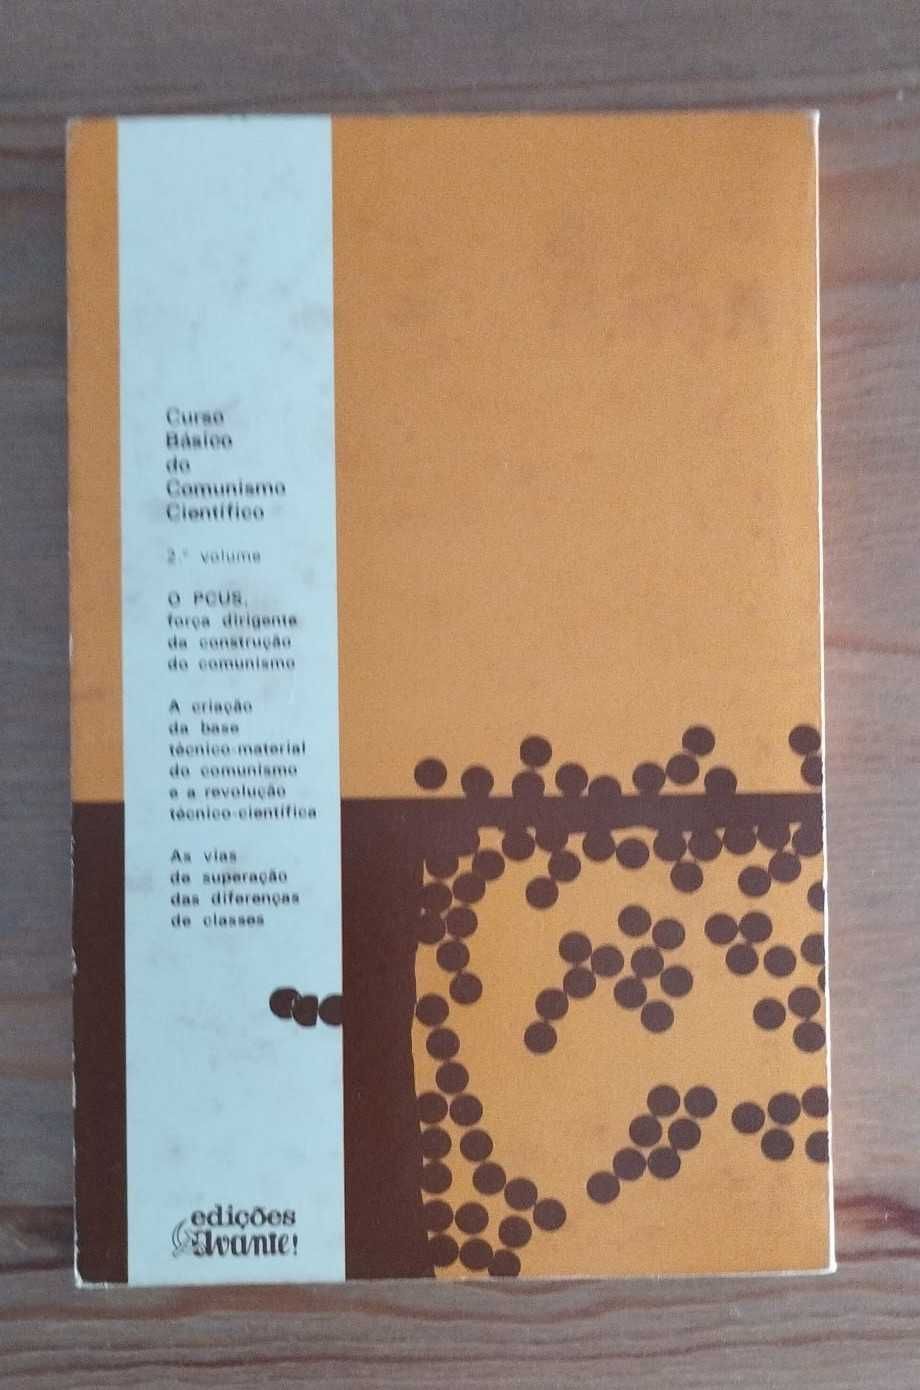 Curso
Básico
do
Comunismo
Científico
2.º volume
O PCUS,
força dirigente
da construção
do comunismo
A criação
da base
técnico-material
do comunismo
e a revolução
técnico-científica
As vias
de superação
das diferenças
de classes
edições
Avante!